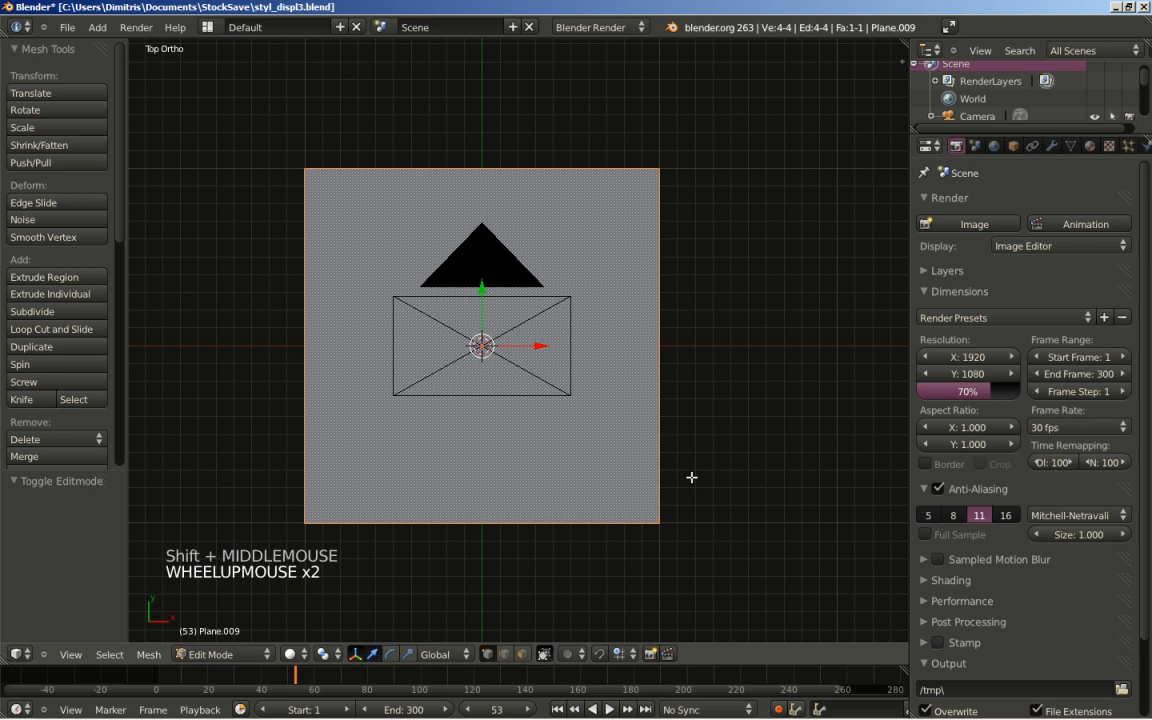 Blender* [C:\Users\Dimitris\Documents\StockSave\styl_displ3.blend]
File Add Render Help Default Scene Blender Render blender.org 263 | Ve:4-4 | Ed:4-4 | Fa:1-1 | Plane.009
Mesh Tools
Transform:
Translate
Rotate
Scale
Shrink/Fatten
Push/Pull
Deform:
Edge Slide
Noise
Smooth Vertex
Add:
Extrude Region
Extrude Individual
Subdivide
Loop Cut and Slide
Duplicate
Spin
Screw
Knife Select
Remove:
Delete
Merge
Toggle Editmode
Top Ortho
Shift + MIDDLEMOUSE
WHEELUPMOUSE x2
y
x
(53) Plane.009
View Select Mesh Edit Mode Global
-40 -20 0 20 40 60 80 100 120 140 160 180 200 220 240 260 280
View Marker Frame Playback Start: 1 End: 300 53 No Sync
View Search All Scenes
Scene
RenderLayers
World
Camera
Scene
Render
Image Animation
Display: Image Editor
Layers
Dimensions
Render Presets
Resolution: Frame Range:
X: 1920 Start Frame: 1
Y: 1080 End Frame: 300
70% Frame Step: 1
Aspect Ratio: Frame Rate:
X: 1.000 30 fps
Y: 1.000 Time Remapping:
Border Crop OI: 100 N: 100
Anti-Aliasing
5 8 11 16 Mitchell-Netravali
Full Sample Size: 1.000
Sampled Motion Blur
Shading
Performance
Post Processing
Stamp
Output
/tmp\
Overwrite File Extensions